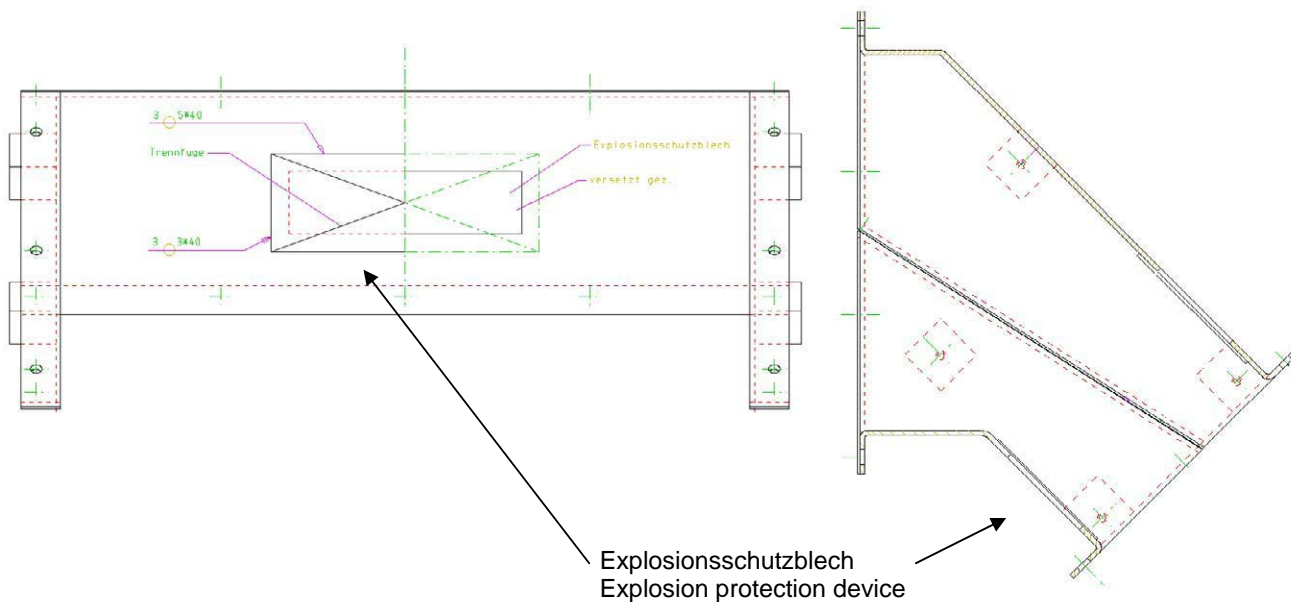 3 5*40
Trennfuge
Explosionsschutzblech
versetzt gez.
3 3*40
Explosionsschutzblech
Explosion protection device